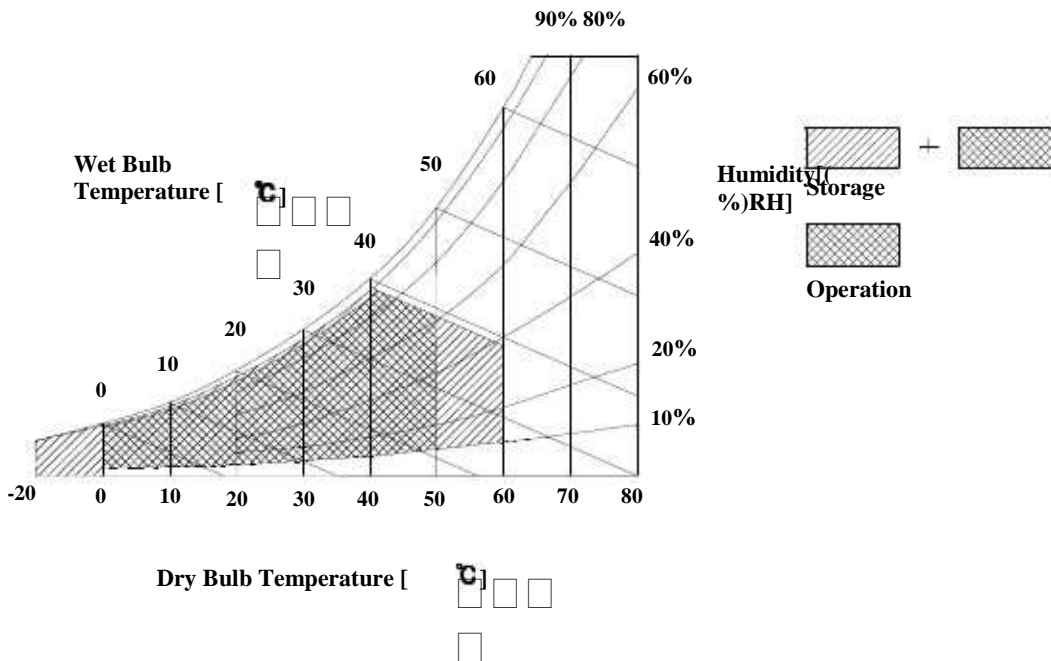 90% 80%
60
60%
Wet Bulb
Temperature [ ℃]
50
Humidity[(
%)RH]
+
Storage
40
40%
30
Operation
20
20%
10
10%
0
-20 0 10 20 30 40 50 60 70 80
Dry Bulb Temperature [ ℃]